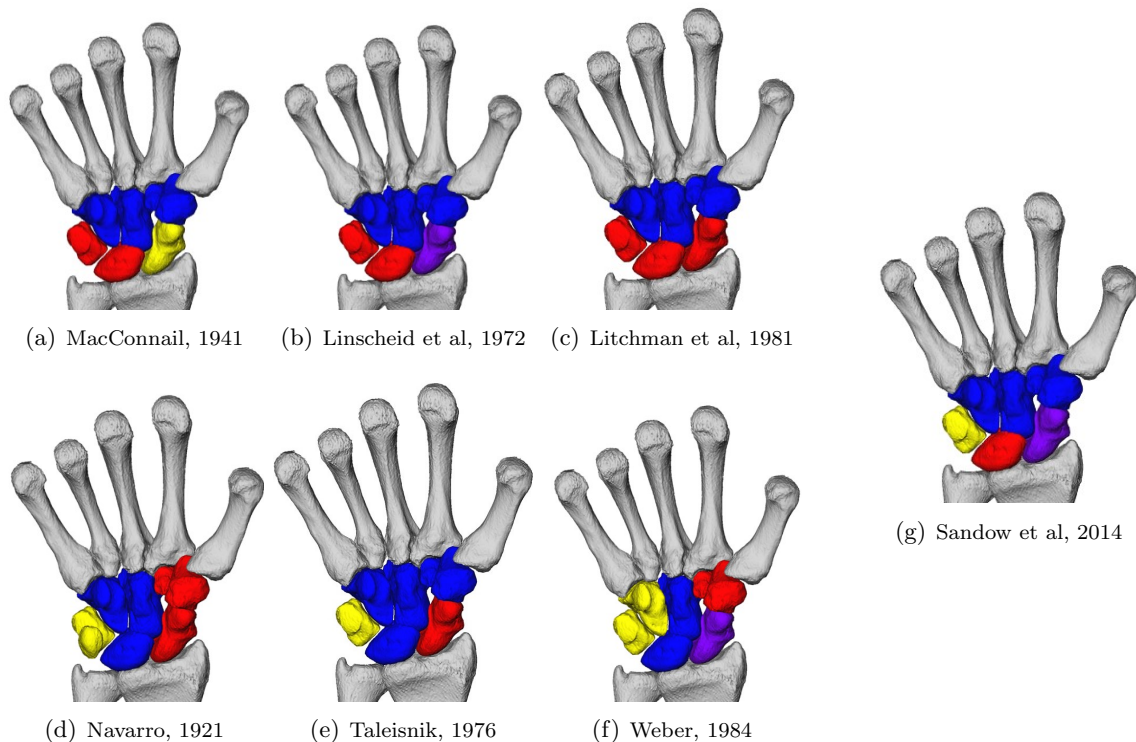 (a) MacConnail, 1941
(b) Linscheid et al, 1972
(c) Litchman et al, 1981
(d) Navarro, 1921
(e) Taleisnik, 1976
(f) Weber, 1984
(g) Sandow et al, 2014